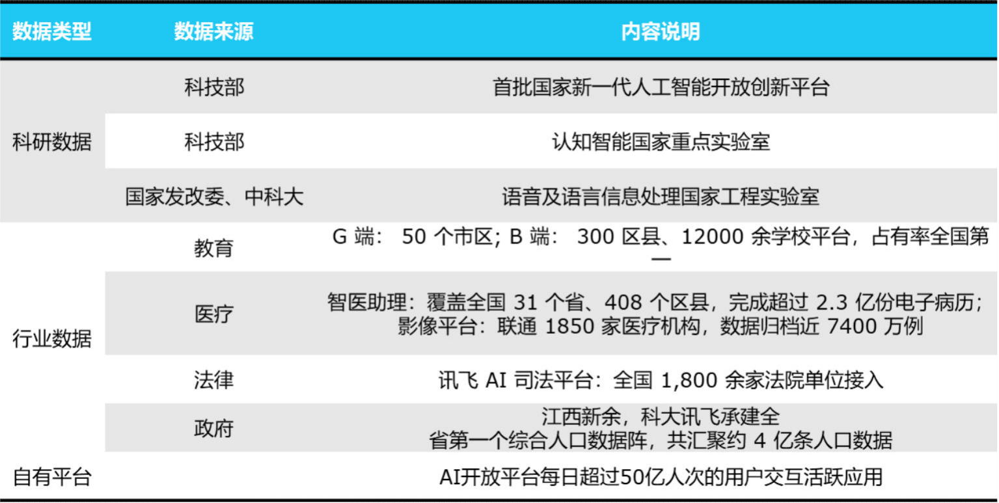 数据类型 数据来源 内容说明
科技部 首批国家新一代人工智能开放创新平台
科研数据 科技部 认知智能国家重点实验室
国家发改委、中科大 语音及语言信息处理国家工程实验室
教育 G 端： 50 个市区; B 端： 300 区县、12000 余学校平台，占有率全国第
一
行业数据
医疗 智医助理：覆盖全国 31 个省、408 个区县，完成超过 2.3 亿份电子病历；
影像平台：联通 1850 家医疗机构，数据归档近 7400 万例
法律 讯飞 AI 司法平台：全国 1,800 余家法院单位接入
政府 江西新余，科大讯飞承建全
省第一个综合人口数据阵，共汇聚约 4 亿条人口数据
自有平台 AI开放平台每日超过50亿人次的用户交互活跃应用